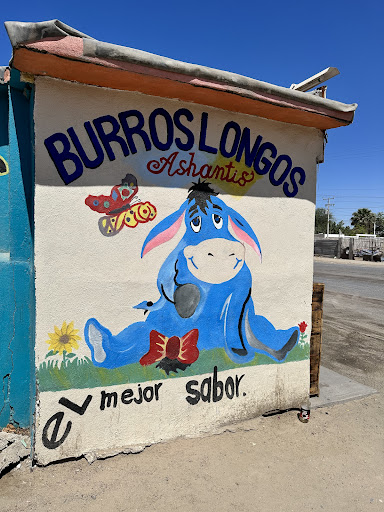 BURROS LONGOS
Ashantis
el mejor sabor.